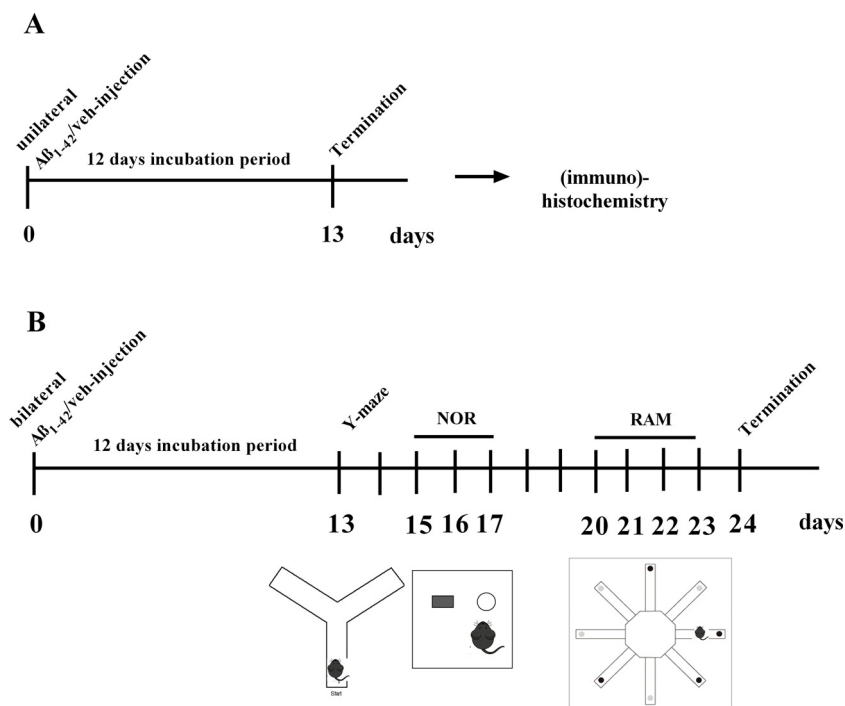 A
unilateral
Aß1-42/veh-injection
12 days incubation period
Termination
0
13
days
(immuno)-
histochemistry
B
bilateral
Aß1-42/veh-injection
12 days incubation period
Y-maze
NOR
RAM
Termination
0
13
15
16
17
20
21
22
23
24
days
Start